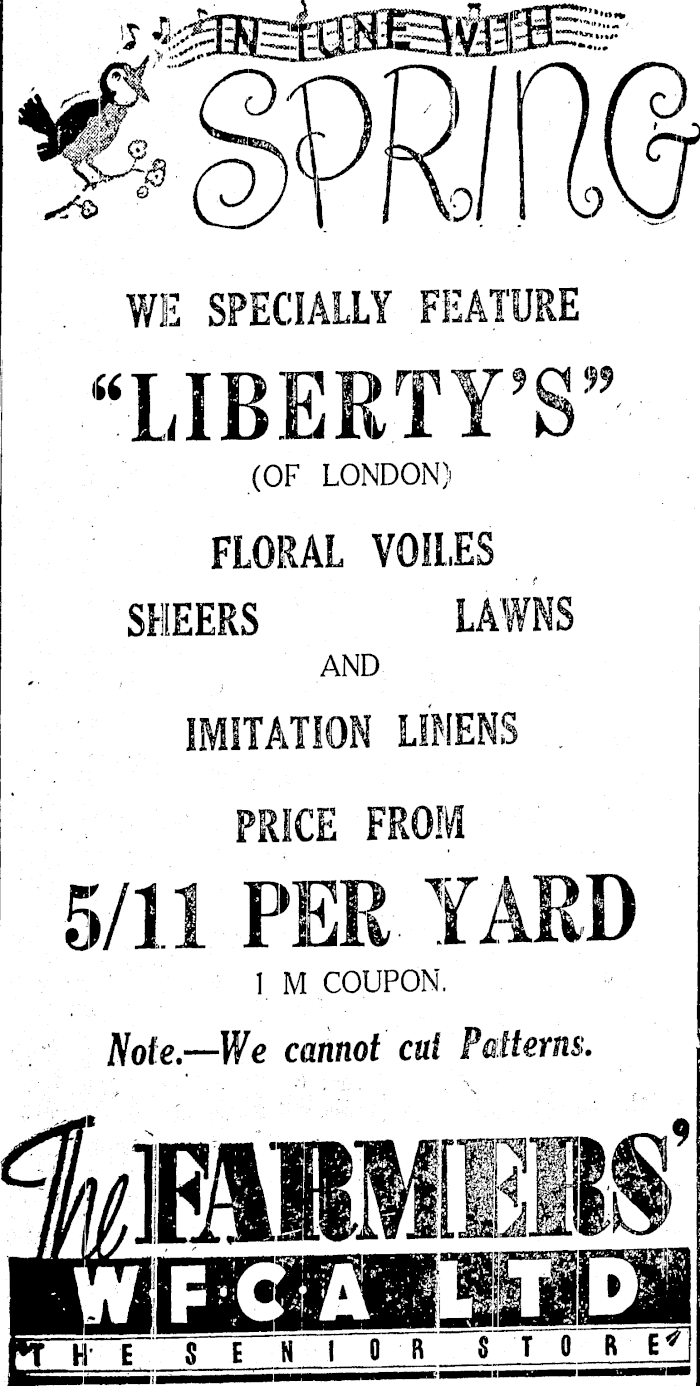 IN TUNE WITH
SPRING
WE SPECIALLY FEATURE
“LIBERTY’S”
(OF LONDON)
FLORAL VOILES
SHEERS LAWNS
AND
IMITATION LINENS
PRICE FROM
5/11 PER YARD
1 M COUPON.
Note.—We cannot cut Patterns.
The FARMERS’
W·F·C·A LTD
"THE SENIOR STORE"